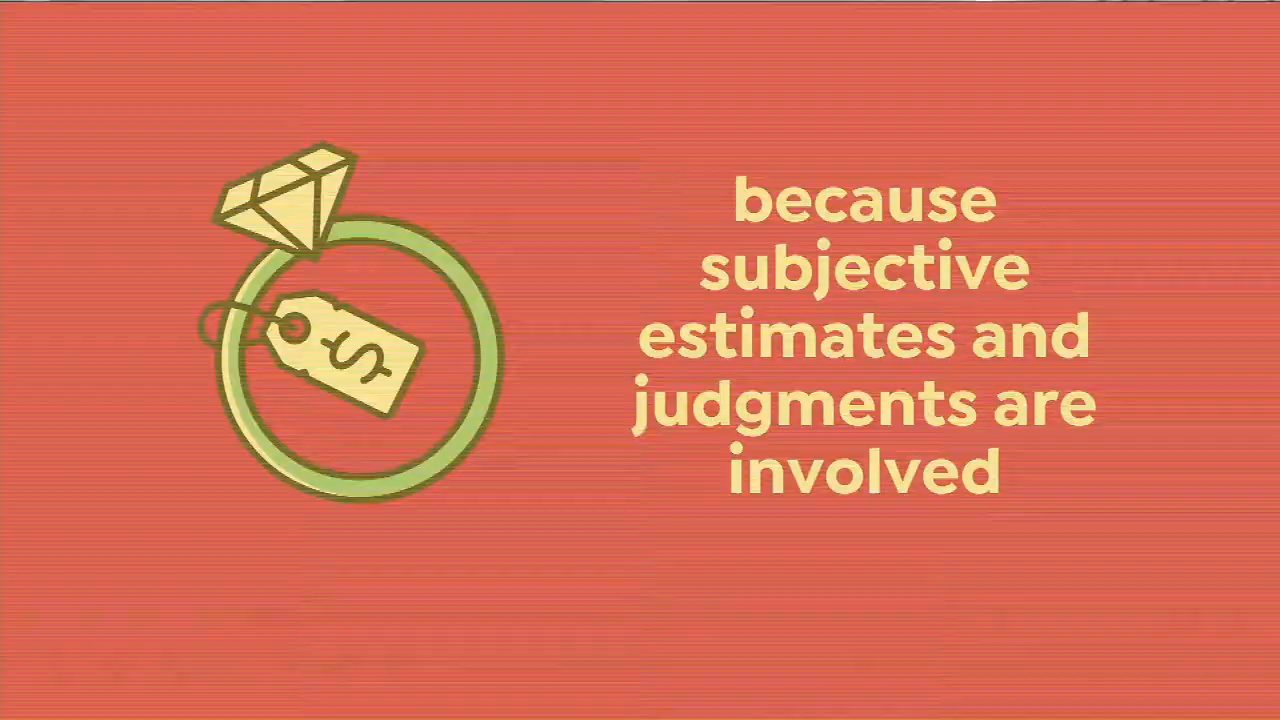 $
because
subjective
estimates and
judgments are
involved